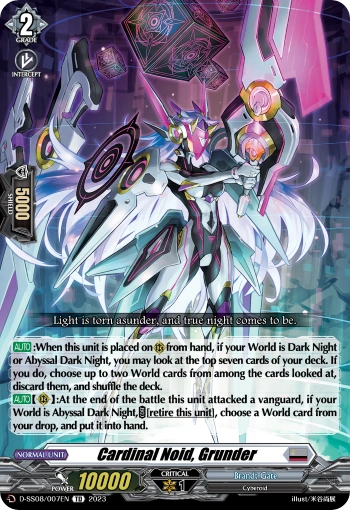 2
GRADE
INTERCEPT
5000
SHIELD
Light is torn asunder, and true night comes to be.
AUTO:When this unit is placed on from hand, if your World is Dark Night
or Abyssal Dark Night, you may look at the top seven cards of your deck. If
you do, choose up to two World cards from among the cards looked at,
discard them, and shuffle the deck.
AUTO[ ]:At the end of the battle this unit attacked a vanguard, if your
World is Abyssal Dark Night, [retire this unit], choose a World card from
your drop, and put it into hand.
NORMAL UNIT
Cardinal Noid, Grunder
POWER 10000
CRITICAL
1
Brandt Gate
Cyberoid
D-SS08/007EN TD 2023
illust/米谷尚展